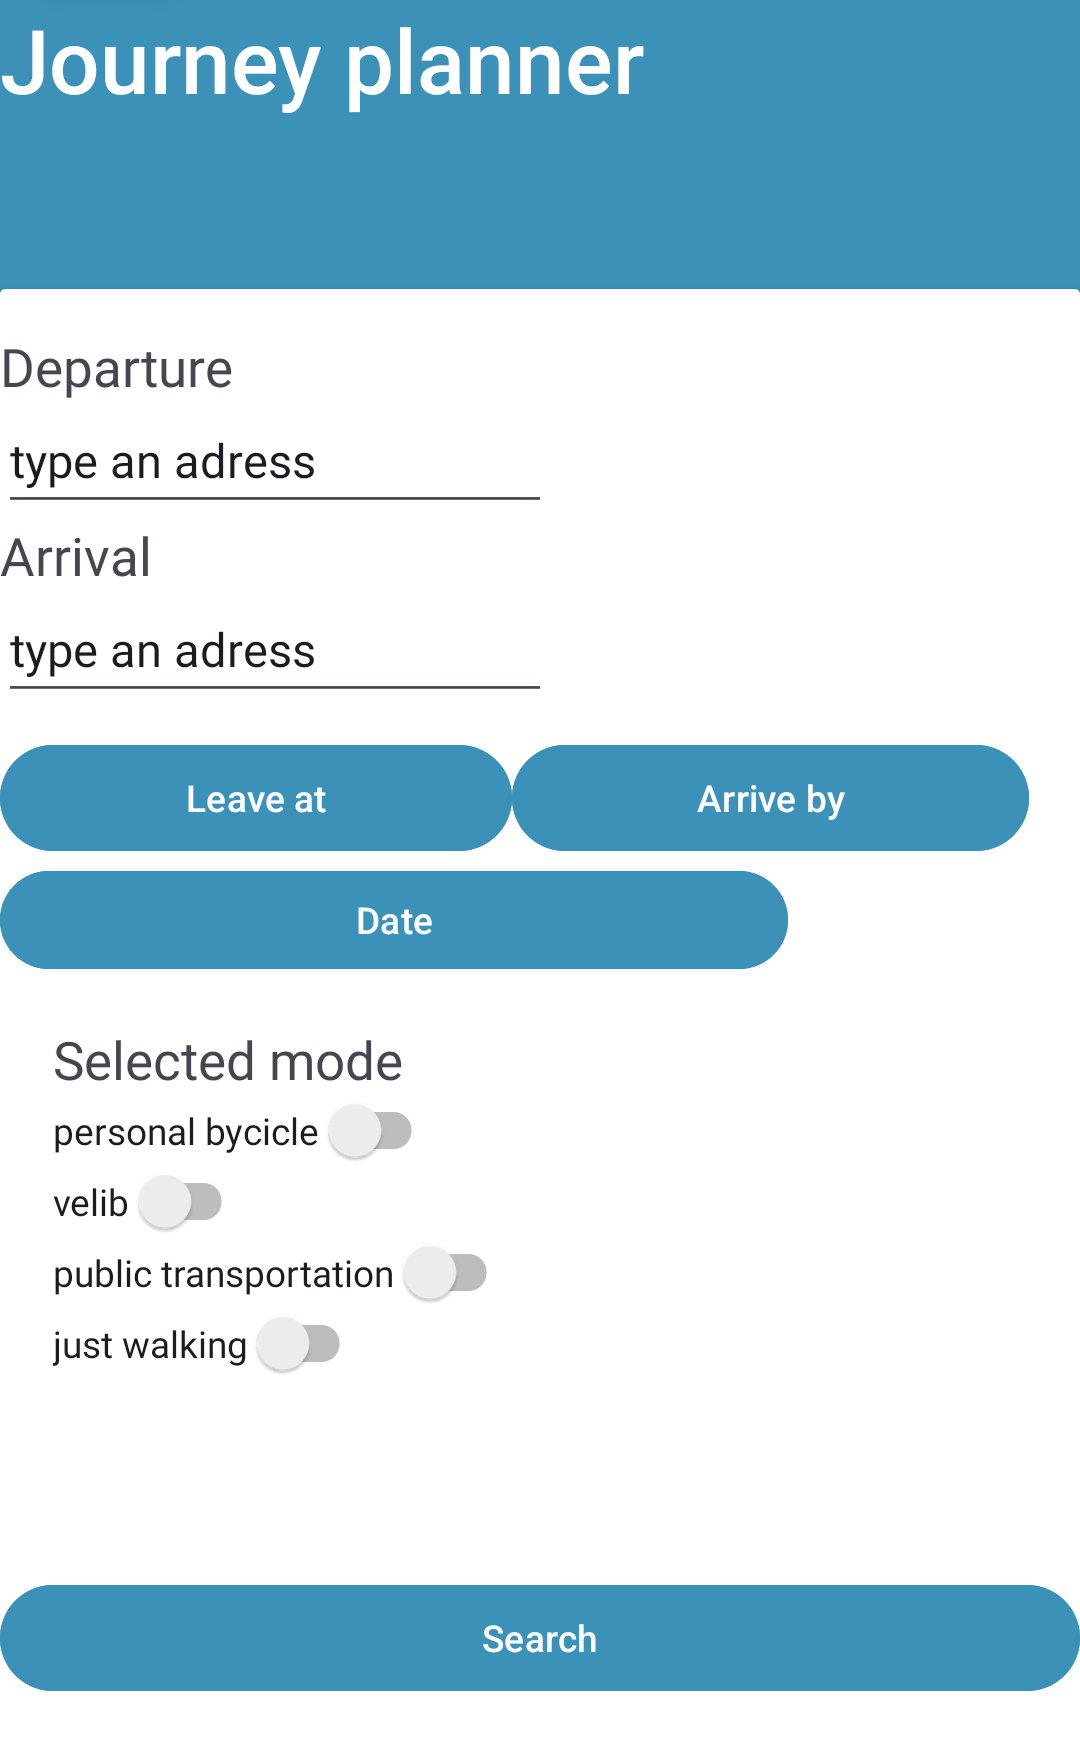 Journey planner
Departure
type an adress
Arrival
type an adress
Leave at Arrive by
Date
Selected mode
personal bycicle
velib
public transportation
just walking
Search